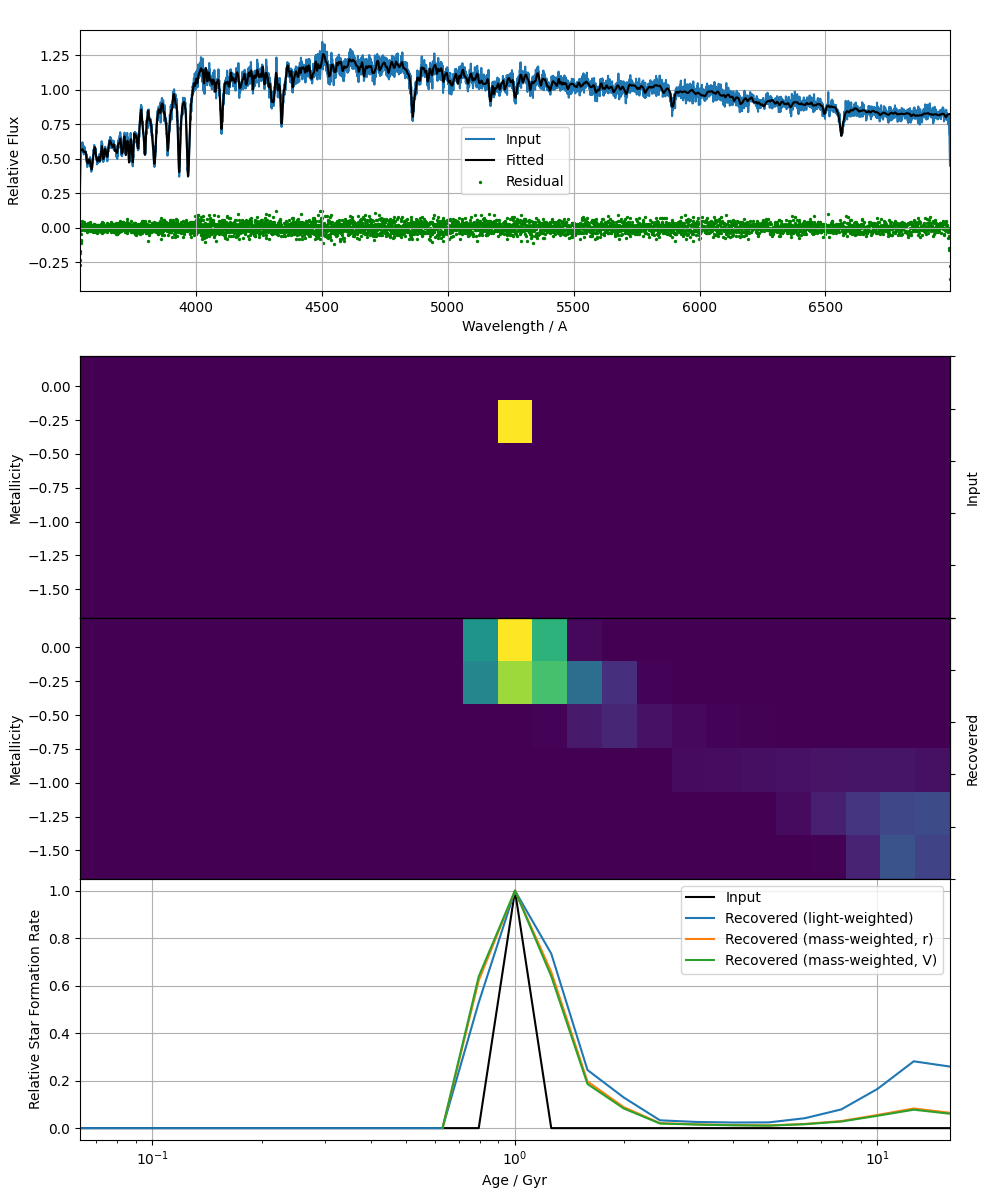 1.25
1.00
0.75
0.50
0.25
0.00
−0.25
Relative Flux
Input
Fitted
Residual
4000 4500 5000 5500 6000 6500
Wavelength / A
0.00
−0.25
−0.50
−0.75
−1.00
−1.25
−1.50
Metallicity
Input
0.00
−0.25
−0.50
−0.75
−1.00
−1.25
−1.50
Metallicity
Recovered
1.0
0.8
0.6
0.4
0.2
0.0
Relative Star Formation Rate
Input
Recovered (light-weighted)
Recovered (mass-weighted, r)
Recovered (mass-weighted, V)
10⁻¹ 10⁰ 10¹
Age / Gyr